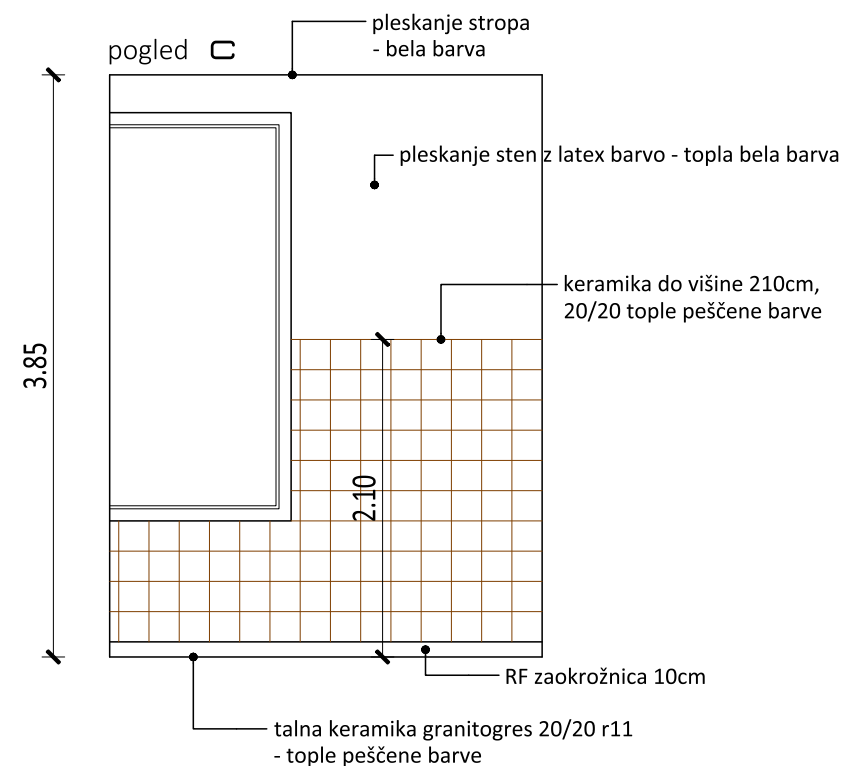 pleskanje stropa
- bela barva
pogled C
pleskanje sten z latex barvo - topla bela barva
keramika do višine 210cm,
20/20 tople peščene barve
3.85
2.10
RF zaokrožnica 10cm
talna keramika granitogres 20/20 r11
- tople peščene barve